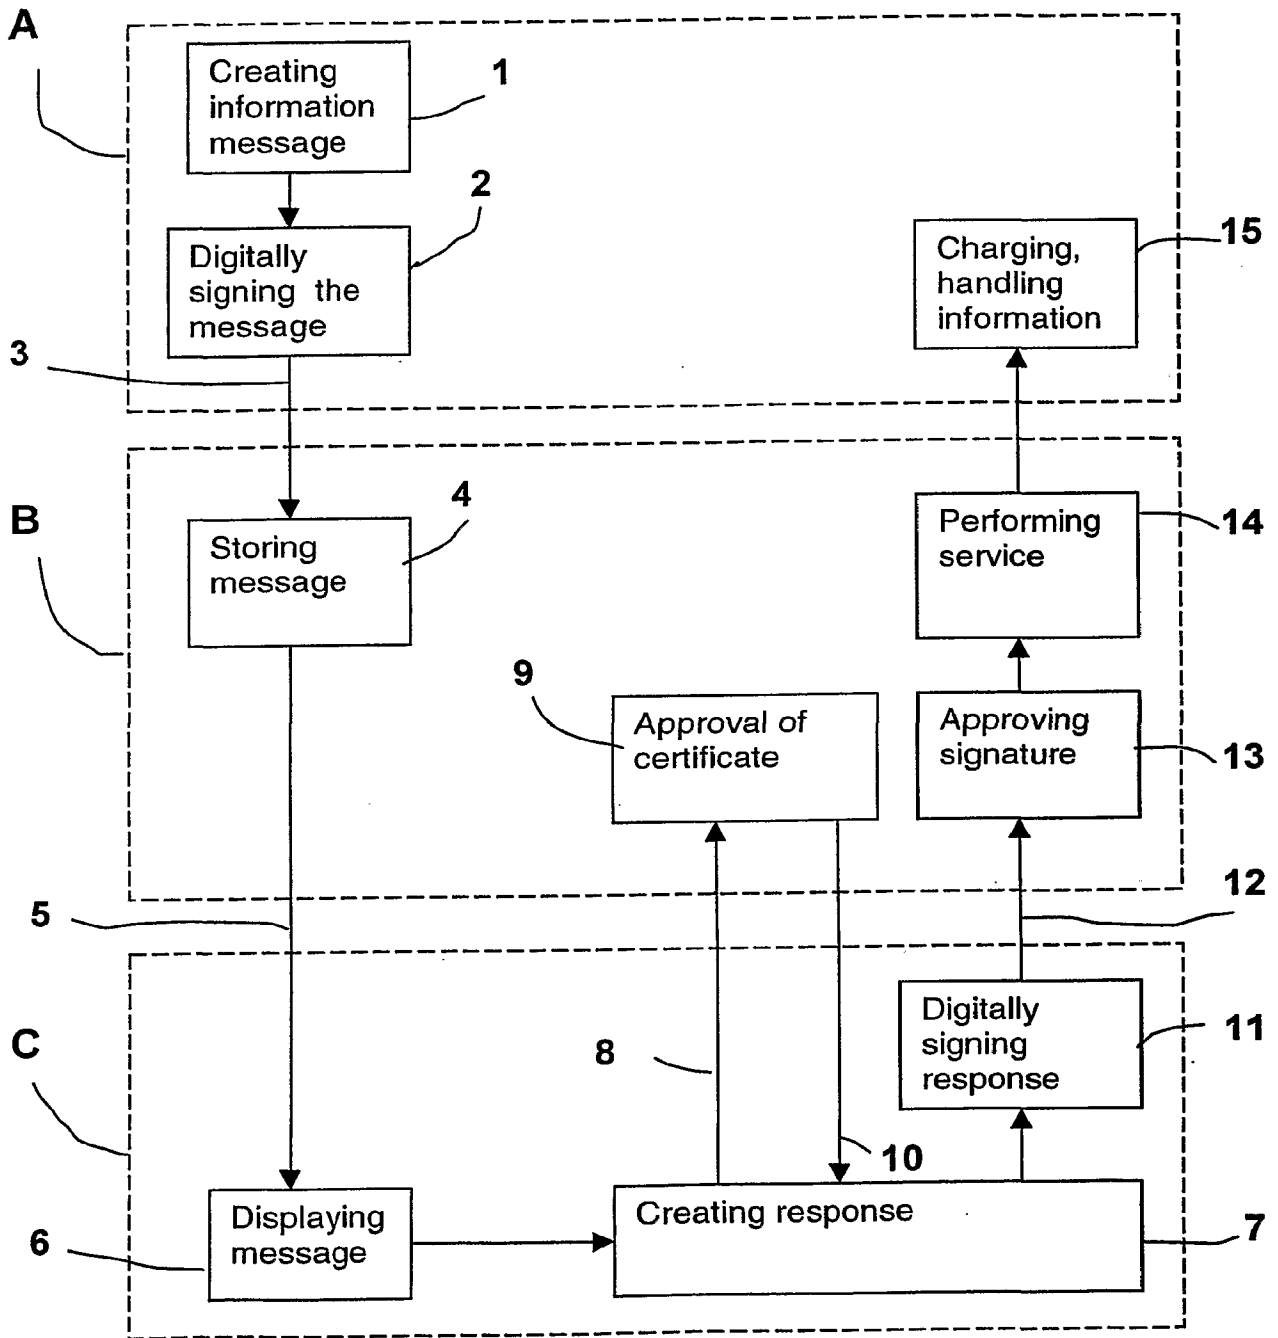 A
Creating
information
message
1
2
Digitally
signing the
message
3
Charging,
handling
information
15
B
Storing
message
4
Performing
service
14
9
Approval of
certificate
Approving
signature
13
5
12
C
8
Digitally
signing
response
11
10
6
Displaying
message
Creating response
7